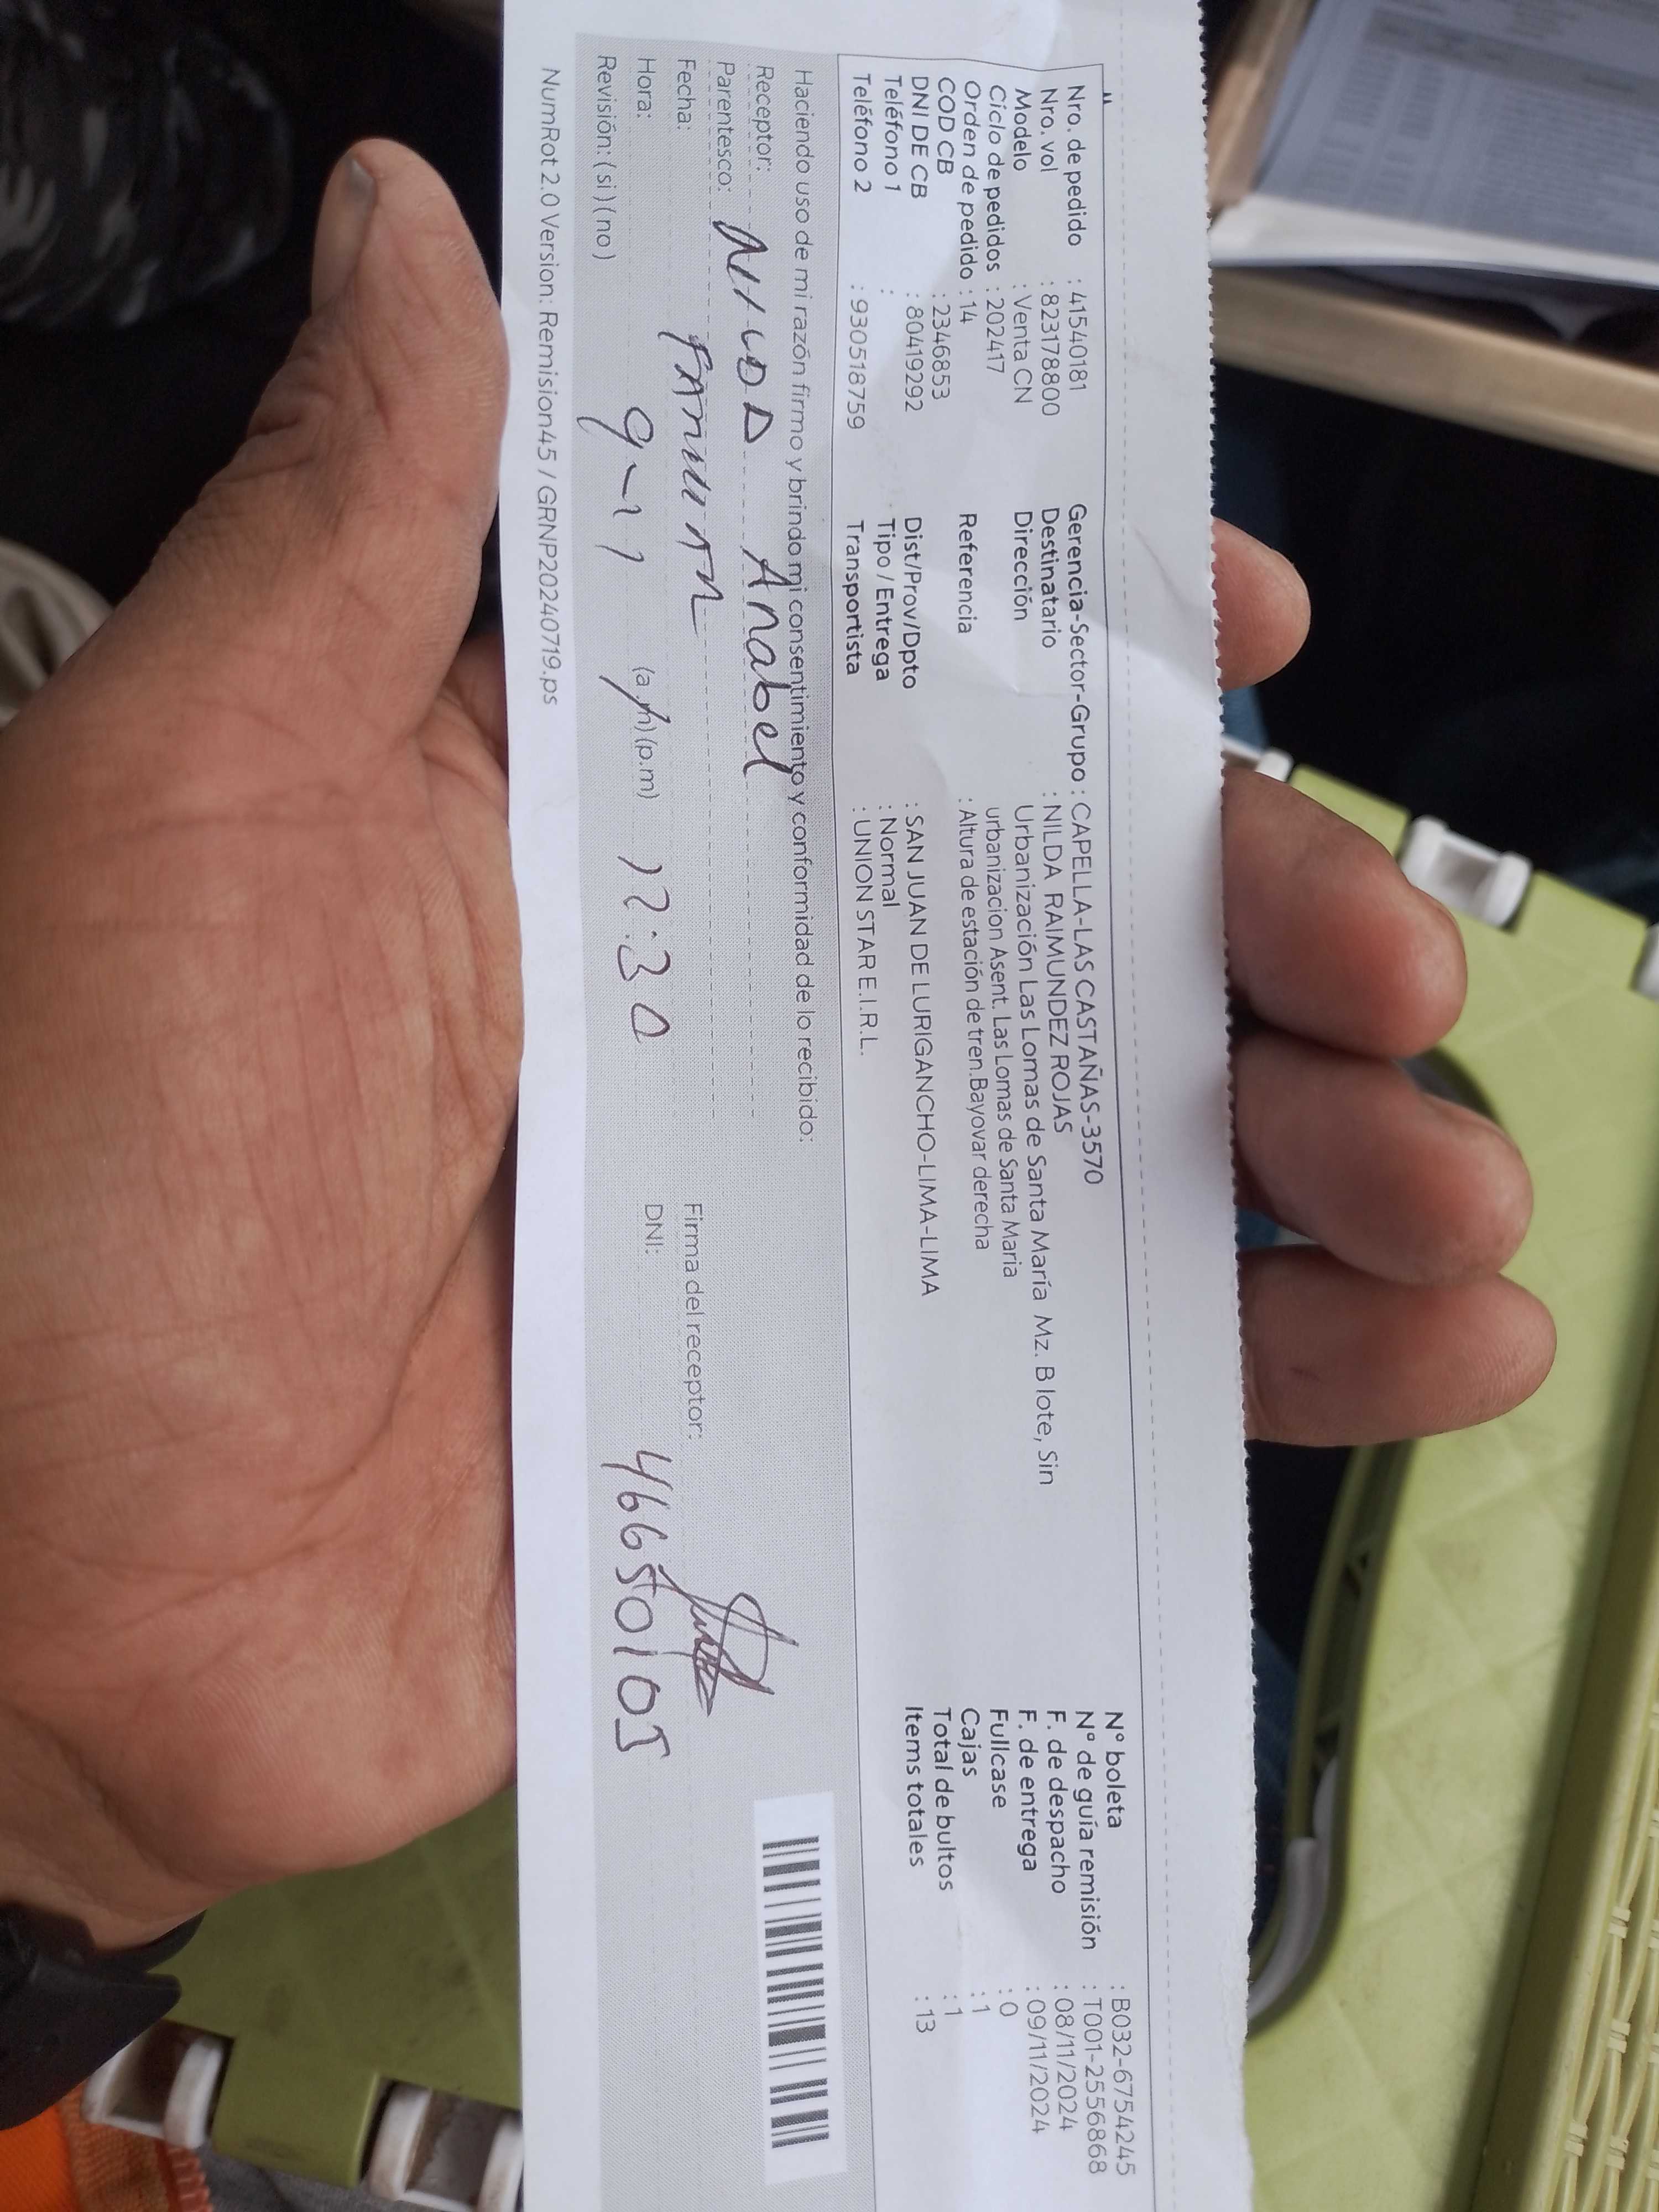 Nro. de pedido : 41540181
Nro. vol : 823178800
Modelo : Venta CN
Ciclo de pedidos : 202417
Orden de pedido : 14
COD CB : 2346853
DNI DE CB : 80419292
Teléfono 1 :
Teléfono 2 : 930518759
Gerencia-Sector-Grupo : CAPELLA-LAS CASTAÑAS-3570
Destinatario : NILDA RAIMUNDEZ ROJAS
Dirección : Urbanización Las Lomas de Santa María Mz. B lote, Sin
urbanizacion Asent. Las Lomas de Santa Maria
Referencia : Altura de estación de tren.Bayovar derecha
Dist/Prov/Dpto : SAN JUAN DE LURIGANCHO-LIMA-LIMA
Tipo / Entrega : Normal
Transportista : UNION STAR E.I.R.L.
N° boleta : B032-6754245
N° de guía remisión : T001-2556868
F. de despacho : 08/11/2024
F. de entrega : 09/11/2024
Fullcase : 0
Cajas : 1
Total de bultos : 1
Items totales : 13
Haciendo uso de mi razón firmo y brindo mi consentimiento y conformidad de lo recibido:
Receptor: Anabel
Parentesco:
Fecha: 9-11
Hora: (a.m) (p.m) 12:30
Revisión: (si) (no)
Firma del receptor:
DNI: 46650105
NumRot 2.0 Version: Remision45 / GRNP20240719.ps